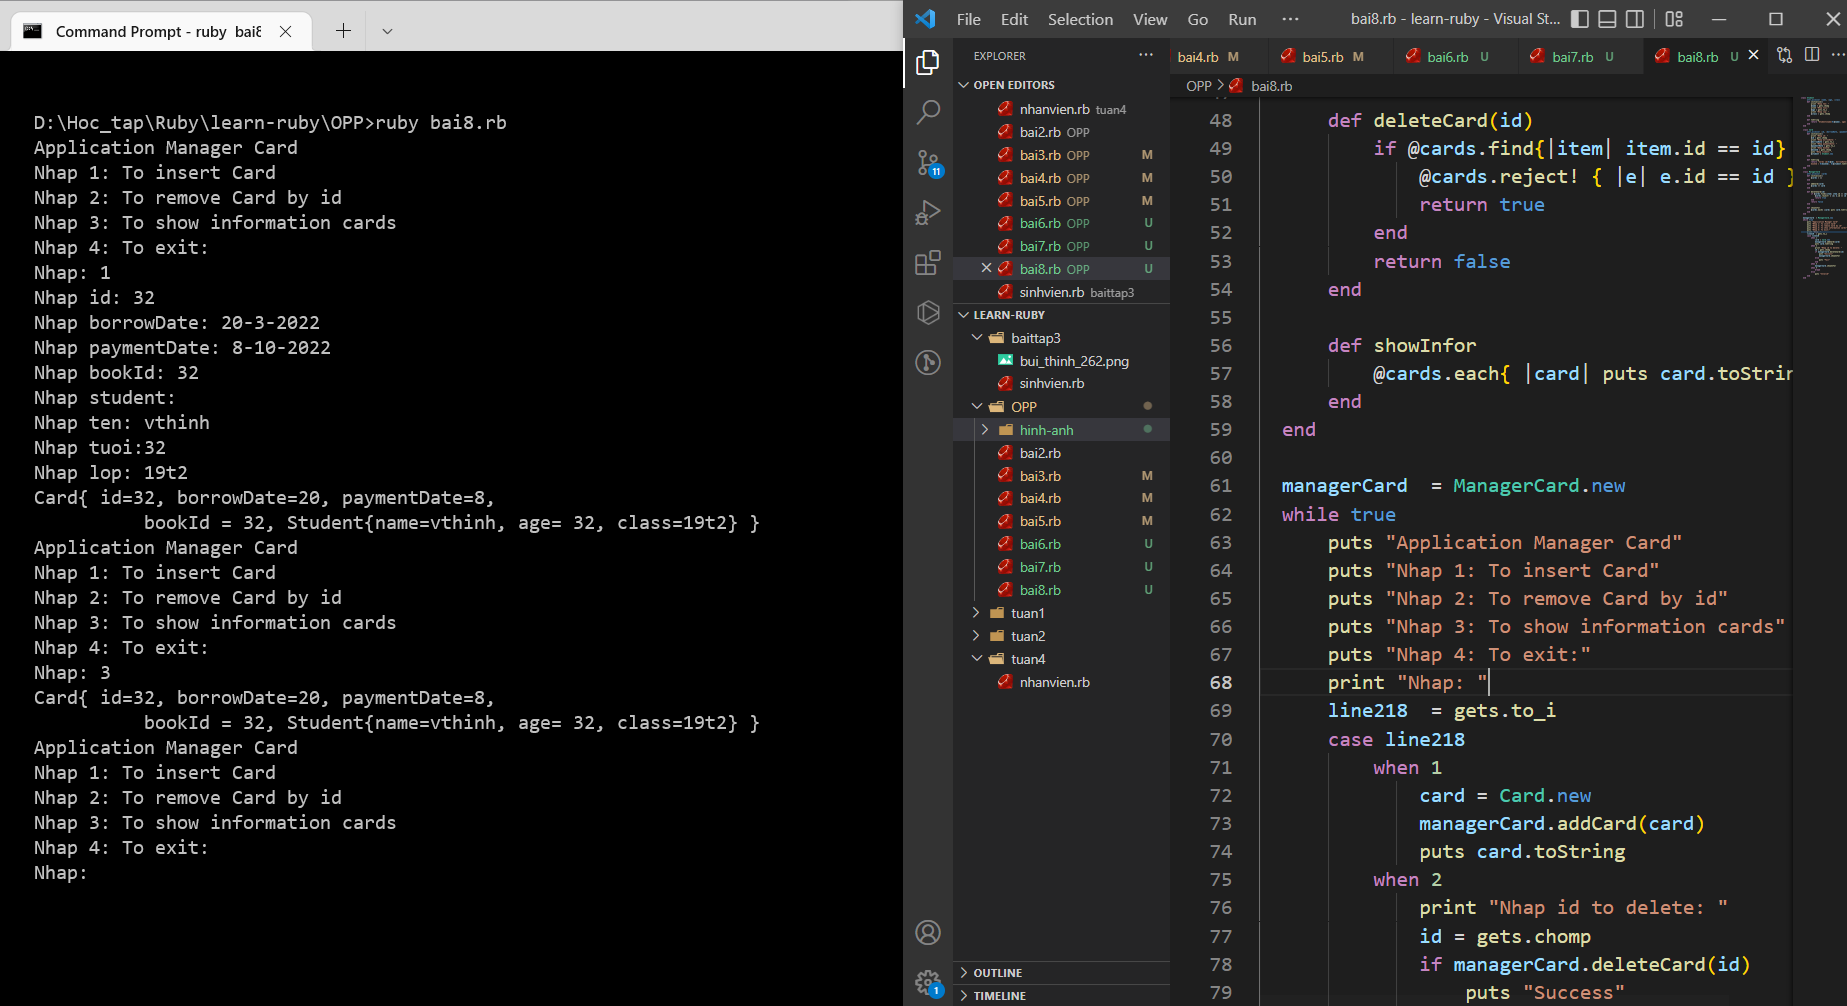 Command Prompt - ruby bai8
D:\Hoc_tap\Ruby\learn-ruby\OPP>ruby bai8.rb
Application Manager Card
Nhap 1: To insert Card
Nhap 2: To remove Card by id
Nhap 3: To show information cards
Nhap 4: To exit:
Nhap: 1
Nhap id: 32
Nhap borrowDate: 20-3-2022
Nhap paymentDate: 8-10-2022
Nhap bookId: 32
Nhap student:
Nhap ten: vthinh
Nhap tuoi:32
Nhap lop: 19t2
Card{ id=32, borrowDate=20, paymentDate=8,
bookId = 32, Student{name=vthinh, age= 32, class=19t2} }
Application Manager Card
Nhap 1: To insert Card
Nhap 2: To remove Card by id
Nhap 3: To show information cards
Nhap 4: To exit:
Nhap: 3
Card{ id=32, borrowDate=20, paymentDate=8,
bookId = 32, Student{name=vthinh, age= 32, class=19t2} }
Application Manager Card
Nhap 1: To insert Card
Nhap 2: To remove Card by id
Nhap 3: To show information cards
Nhap 4: To exit:
Nhap:
File Edit Selection View Go Run ··· bai8.rb - learn-ruby - Visual St...
11
1
EXPLORER ···
OPEN EDITORS
nhanvien.rb tuan4
bai2.rb OPP
bai3.rb OPP M
bai4.rb OPP M
bai5.rb OPP M
bai6.rb OPP U
bai7.rb OPP U
bai8.rb OPP U
sinhvien.rb baittap3
LEARN-RUBY
baittap3
bui_thinh_262.png
sinhvien.rb
OPP
hinh-anh
bai2.rb
bai3.rb M
bai4.rb M
bai5.rb M
bai6.rb U
bai7.rb U
bai8.rb U
tuan1
tuan2
tuan4
nhanvien.rb
OUTLINE
TIMELINE
bai4.rb M bai5.rb M bai6.rb U bai7.rb U bai8.rb U ···
OPP > bai8.rb
48 def deleteCard(id)
49 if @cards.find{|item| item.id == id}
50 @cards.reject! { |e| e.id == id }
51 return true
52 end
53 return false
54 end
55
56 def showInfor
57 @cards.each{ |card| puts card.toStrin
58 end
59 end
60
61 managerCard = ManagerCard.new
62 while true
63 puts "Application Manager Card"
64 puts "Nhap 1: To insert Card"
65 puts "Nhap 2: To remove Card by id"
66 puts "Nhap 3: To show information cards"
67 puts "Nhap 4: To exit:"
68 print "Nhap: "
69 line218 = gets.to_i
70 case line218
71 when 1
72 card = Card.new
73 managerCard.addCard(card)
74 puts card.toString
75 when 2
76 print "Nhap id to delete: "
77 id = gets.chomp
78 if managerCard.deleteCard(id)
79 puts "Success"